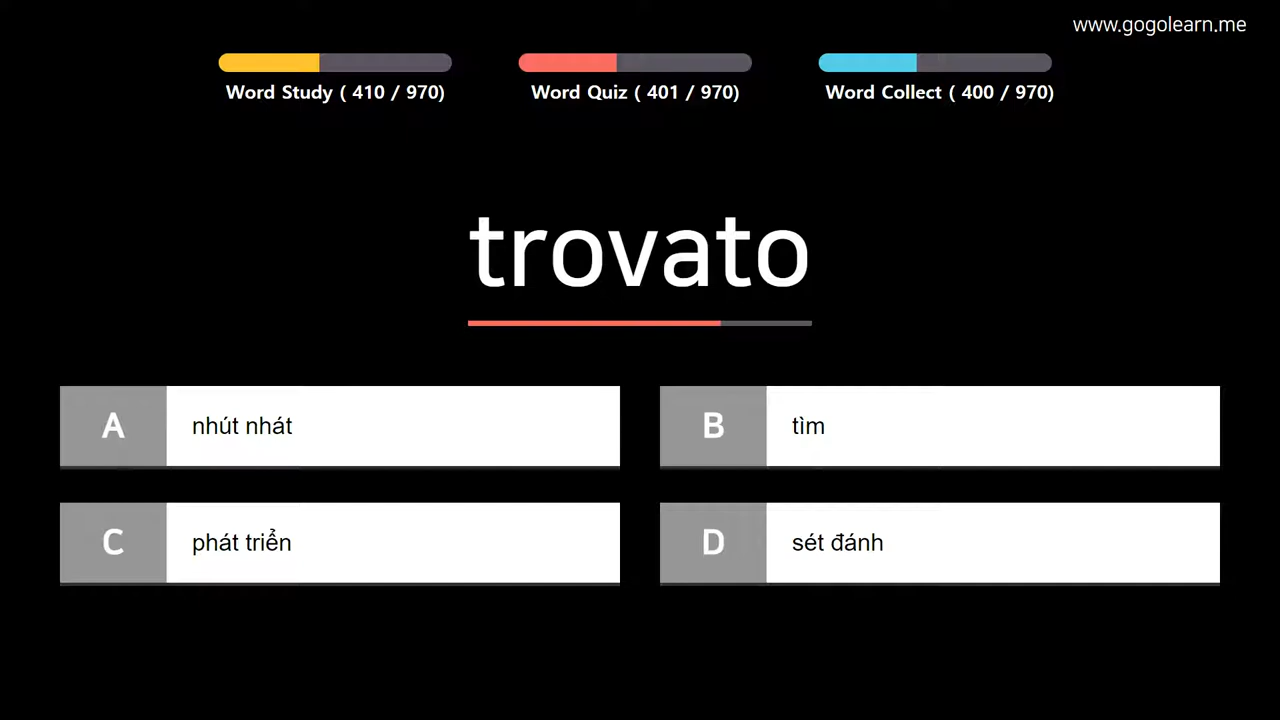 www.gogolearn.me
Word Study ( 410 / 970)
Word Quiz ( 401 / 970)
Word Collect ( 400 / 970)
trovato
A nhút nhát
B tìm
C phát triển
D sét đánh